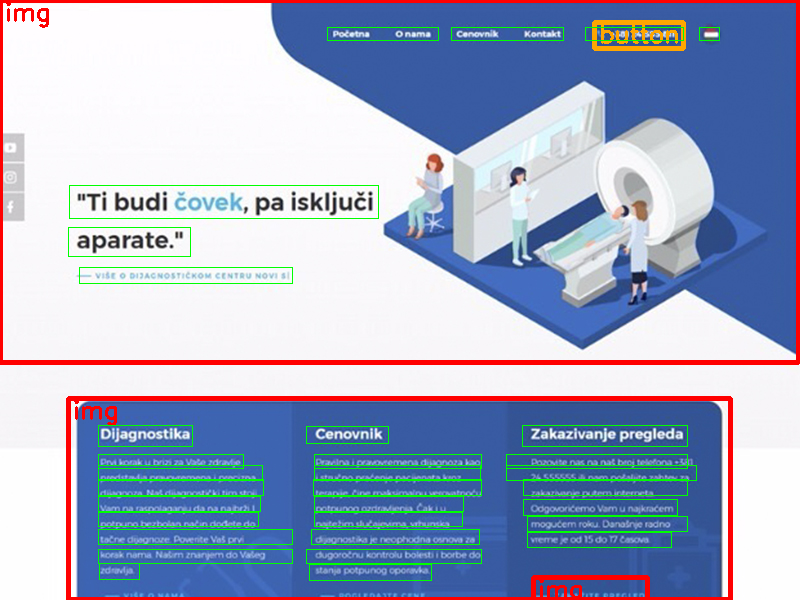 img
Početna O nama Cenovnik Kontakt button
"Ti budi čovek, pa isključi
aparate."
VIŠE O DIJAGNOSTIČKOM CENTRU NOVI S
img
Dijagnostika
Prvi korak u brizi za Vaše zdravlje,
predstavlja pravovremena i precizna
dijagnoza. Naš dijagnostički tim stoji
Vam na raspolaganju da na najbrži i
potpuno bezbolan način dođete do
tačne dijagnoze. Poverite Vaš prvi
korak nama. Našim znanjem do Vašeg
zdravlja.
VIŠE O NAMA
Cenovnik
Pravilna i pravovremena dijagnoza kao
i stručno praćenje pacijenata kroz
terapije, čine maksimalnu verovatnoću
potpunog ozdravljenja. Čak i u
najtežim slučajevima, vrhunska
dijagnostika je neophodna osnova za
dugoročnu kontrolu bolesti i borbe do
stanja potpunog oporavka.
POGLEDAJTE CENE
Zakazivanje pregleda
Pozovite nas na naš broj telefona +381
24 555555 ili nam pošaljite zahtev za
zakazivanje putem interneta.
Odgovorićemo Vam u najkraćem
mogućem roku. Današnje radno
vreme je od 15 do 17 časova.
img